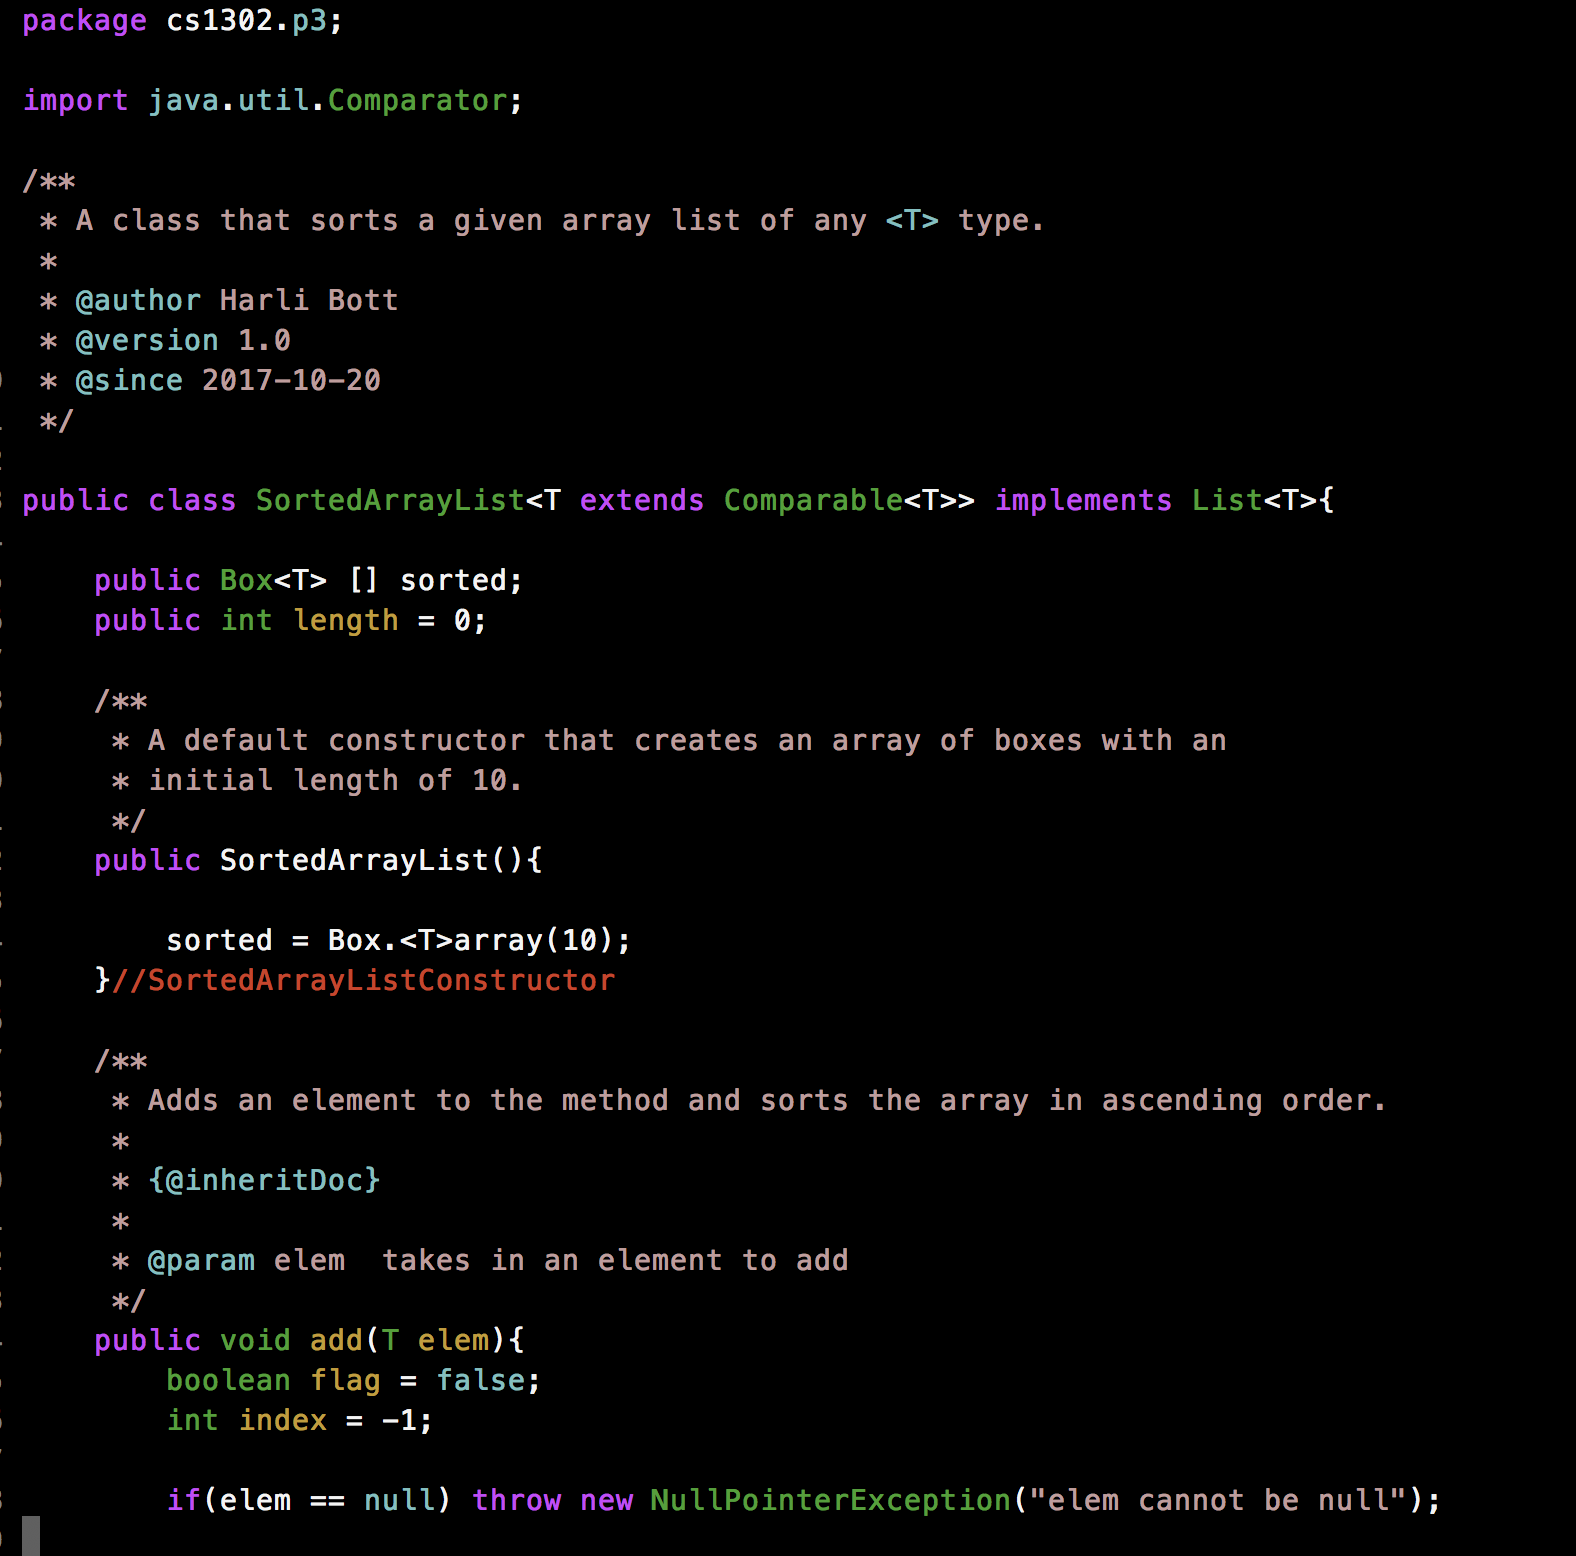 package cs1302.p3;
import java.util.Comparator;
/**
 * A class that sorts a given array list of any <T> type.
 *
 * @author Harli Bott
 * @version 1.0
 * @since 2017-10-20
 */
public class SortedArrayList<T extends Comparable<T>> implements List<T>{
    public Box<T> [] sorted;
    public int length = 0;
    /**
     * A default constructor that creates an array of boxes with an
     * initial length of 10.
     */
    public SortedArrayList(){
        sorted = Box.<T>array(10);
    }//SortedArrayListConstructor
    /**
     * Adds an element to the method and sorts the array in ascending order.
     *
     * {@inheritDoc}
     *
     * @param elem  takes in an element to add
     */
    public void add(T elem){
        boolean flag = false;
        int index = -1;
        if(elem == null) throw new NullPointerException("elem cannot be null");